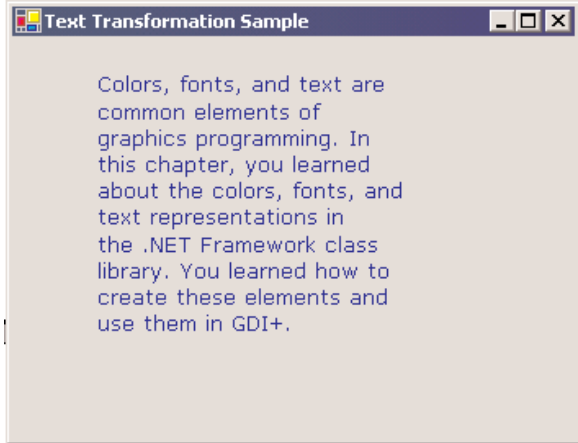 Text Transformation Sample
Colors, fonts, and text are
common elements of
graphics programming. In
this chapter, you learned
about the colors, fonts, and
text representations in
the .NET Framework class
library. You learned how to
create these elements and
use them in GDI+.